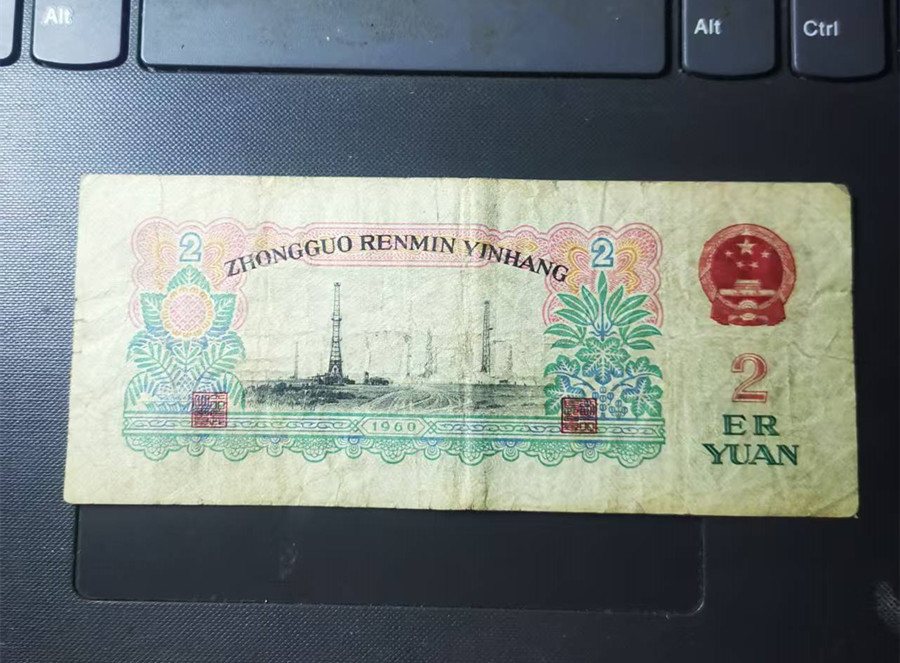 Alt
Alt
Ctrl
ZHONGGUO RENMIN YINHANG
2
2
1960
2
ER
YUAN